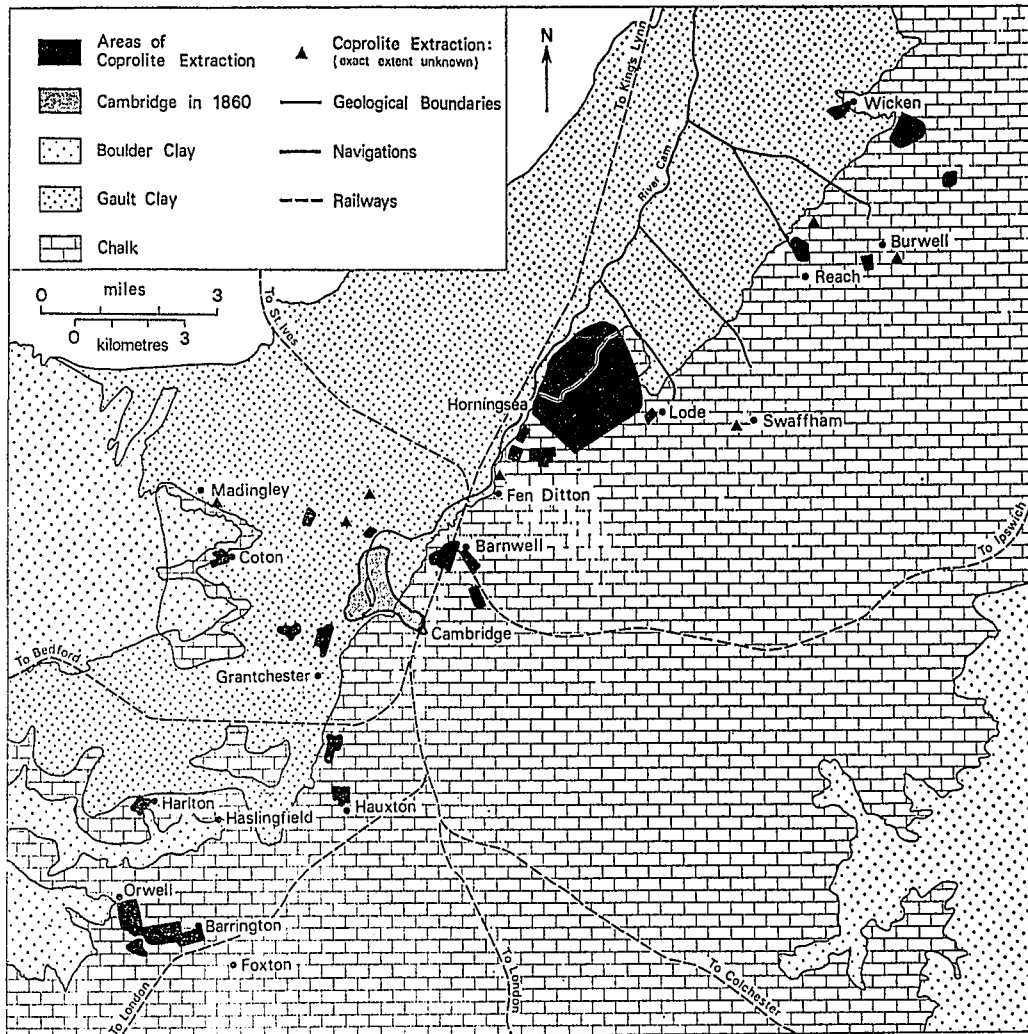 Areas of
Coprolite Extraction
Cambridge in 1860
Boulder Clay
Gault Clay
Chalk
Coprolite Extraction:
(exact extent unknown)
Geological Boundaries
Navigations
Railways
N
miles
0 3
0 3
kilometres
To King's Lynn
River Cam
Wicken
Burwell
Reach
To St Ives
Horningsea
Lode
Swaffham
Madingley
Fen Ditton
Coton
Barnwell
To Ipswich
Cambridge
To Bedford
Grantchester
Harlton
Haslingfield
Hauxton
Orwell
Barrington
Foxton
To London
To London
To Colchester